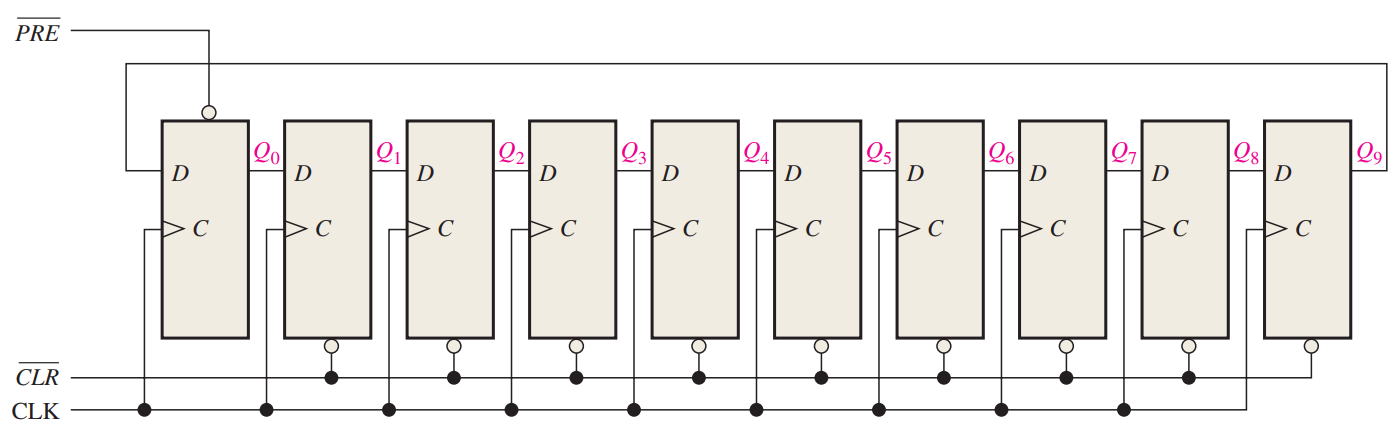 PRE
Q0 Q1 Q2 Q3 Q4 Q5 Q6 Q7 Q8 Q9
D D D D D D D D D D
C C C C C C C C C C
CLR
CLK